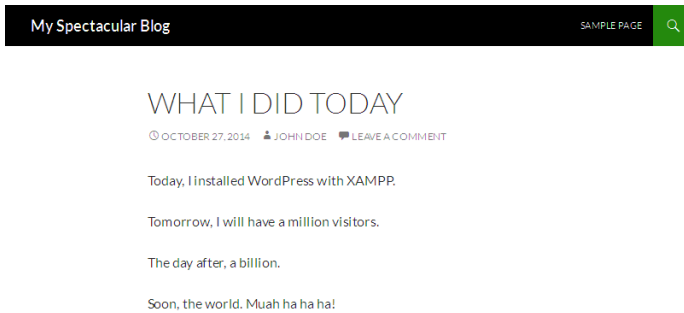 My Spectacular Blog SAMPLE PAGE
WHAT I DID TODAY
OCTOBER 27, 2014 JOHN DOE LEAVE A COMMENT
Today, I installed WordPress with XAMPP.
Tomorrow, I will have a million visitors.
The day after, a billion.
Soon, the world. Muah ha ha ha!